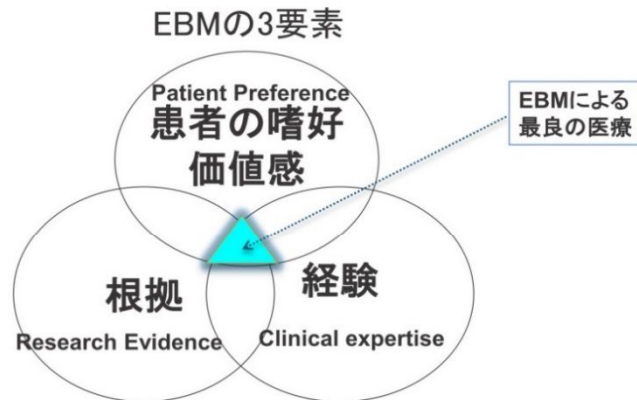 EBMの3要素
Patient Preference
患者の嗜好
価値感
EBMによる
最良の医療
根拠
Research Evidence
経験
Clinical expertise